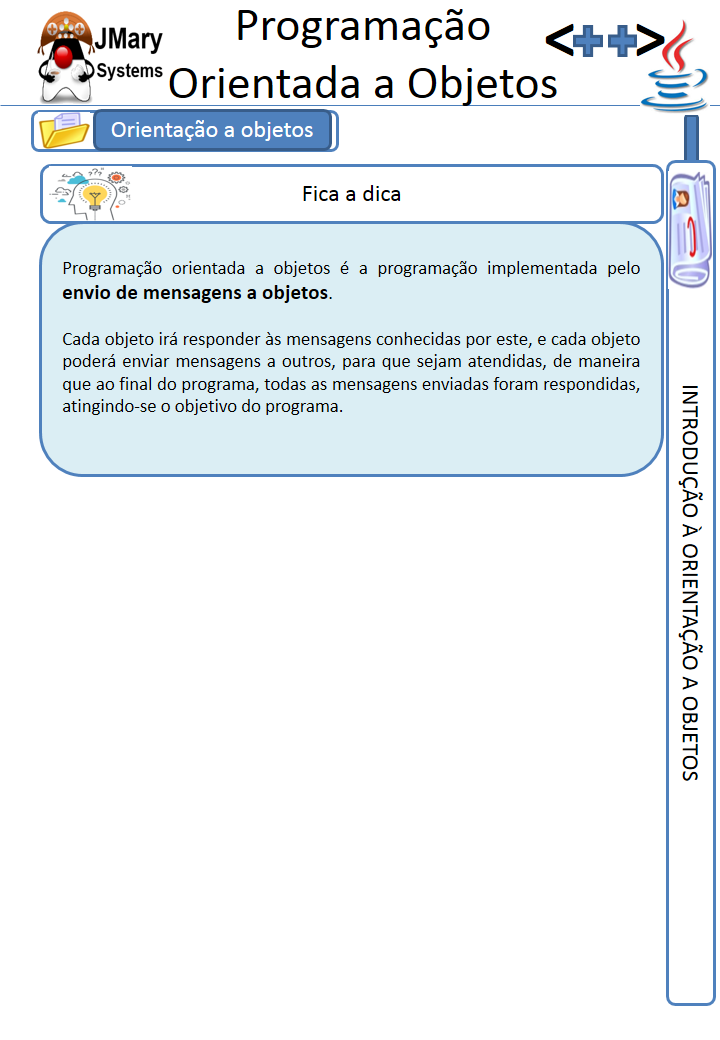 JMary
Systems
Programação
Orientada a Objetos
<++>
Orientação a objetos
Fica a dica
Programação orientada a objetos é a programação implementada pelo
envio de mensagens a objetos.
Cada objeto irá responder às mensagens conhecidas por este, e cada objeto
poderá enviar mensagens a outros, para que sejam atendidas, de maneira
que ao final do programa, todas as mensagens enviadas foram respondidas,
atingindo-se o objetivo do programa.
INTRODUÇÃO À ORIENTAÇÃO A OBJETOS